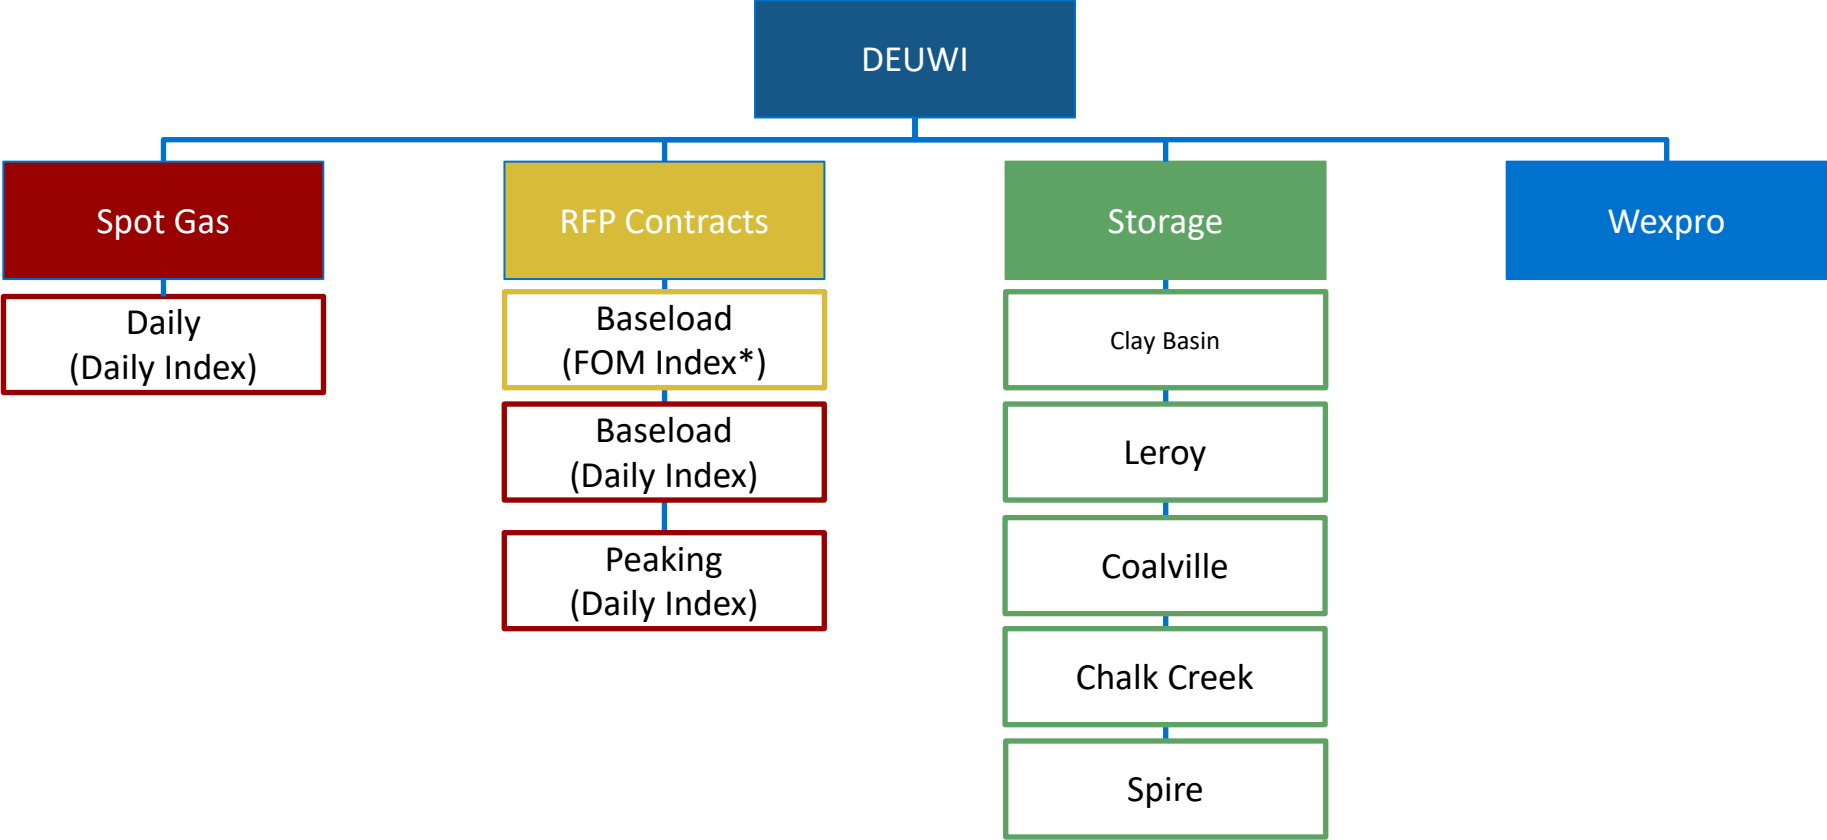 DEUWI
Spot Gas
Daily
(Daily Index)
RFP Contracts
Baseload
(FOM Index*)
Baseload
(Daily Index)
Peaking
(Daily Index)
Storage
Clay Basin
Leroy
Coalville
Chalk Creek
Spire
Wexpro